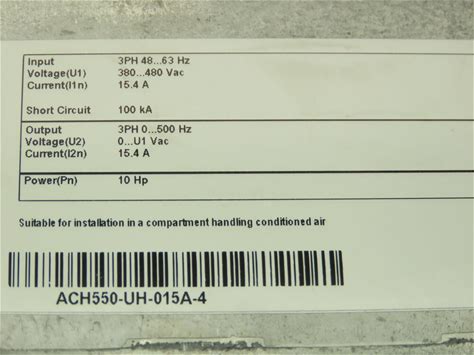 Input 3PH 48...63 Hz
Voltage(U1) 380...480 Vac
Current(I1n) 15.4 A
Short Circuit 100 kA
Output 3PH 0...500 Hz
Voltage(U2) 0...U1 Vac
Current(I2n) 15.4 A
Power(Pn) 10 Hp
Suitable for installation in a compartment handling conditioned air
ACH550-UH-015A-4